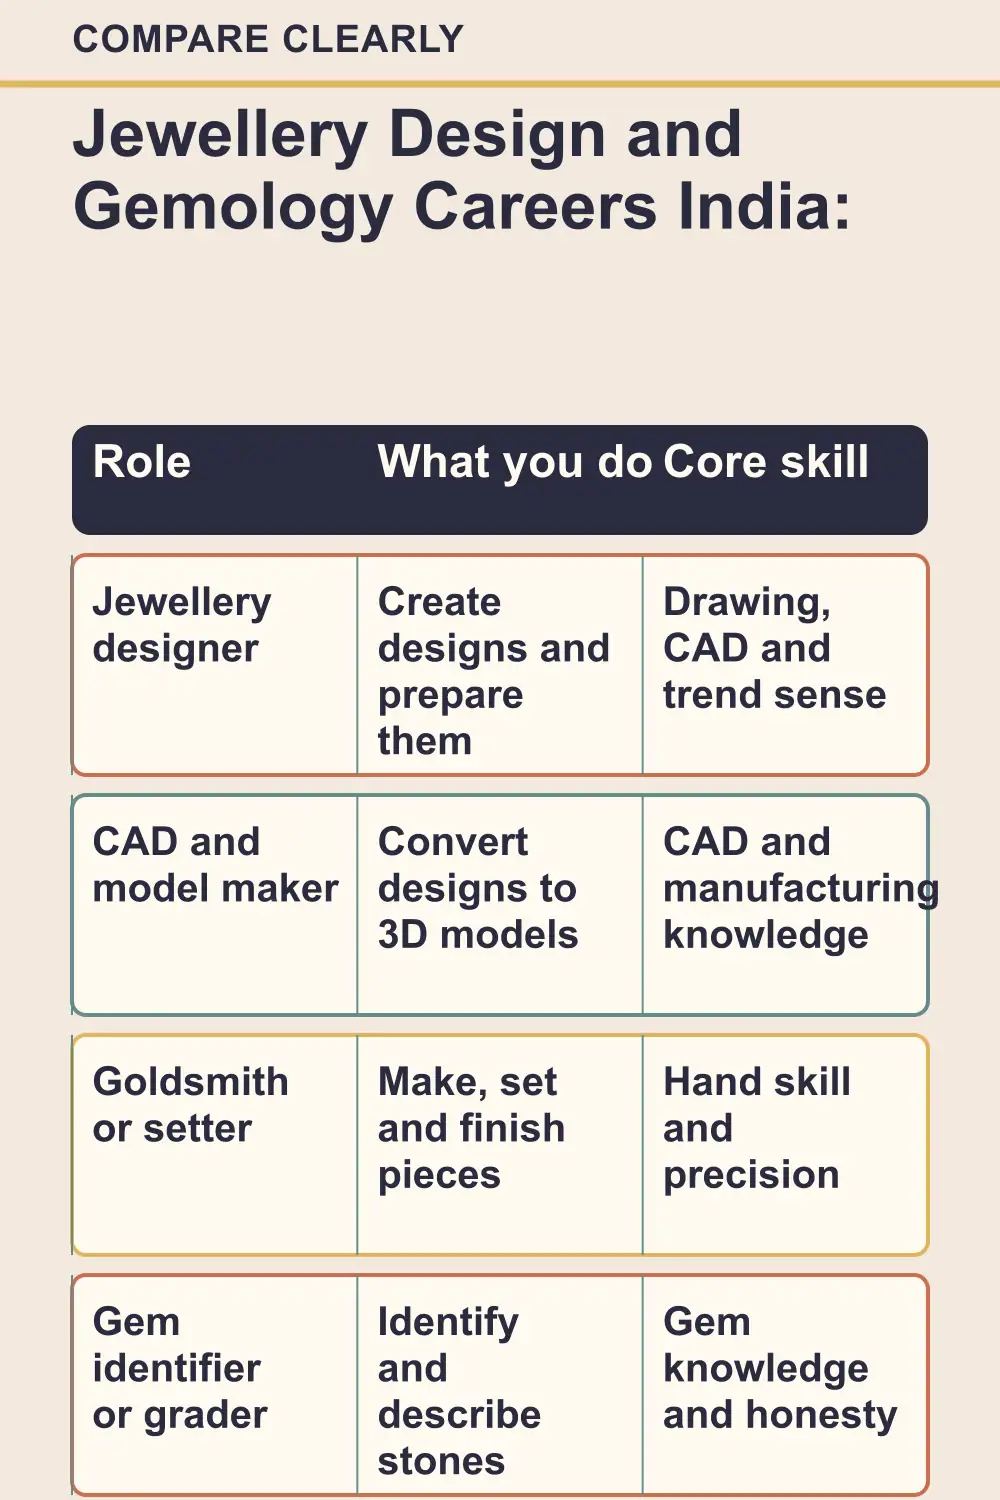 COMPARE CLEARLY
Jewellery Design and
Gemology Careers India:
Role
What you do
Core skill
Jewellery
designer
Create
designs and
prepare
them
Drawing,
CAD and
trend sense
CAD and
model maker
Convert
designs to
3D models
CAD and
manufacturing
knowledge
Goldsmith
or setter
Make, set
and finish
pieces
Hand skill
and
precision
Gem
identifier
or grader
Identify
and
describe
stones
Gem
knowledge
and honesty